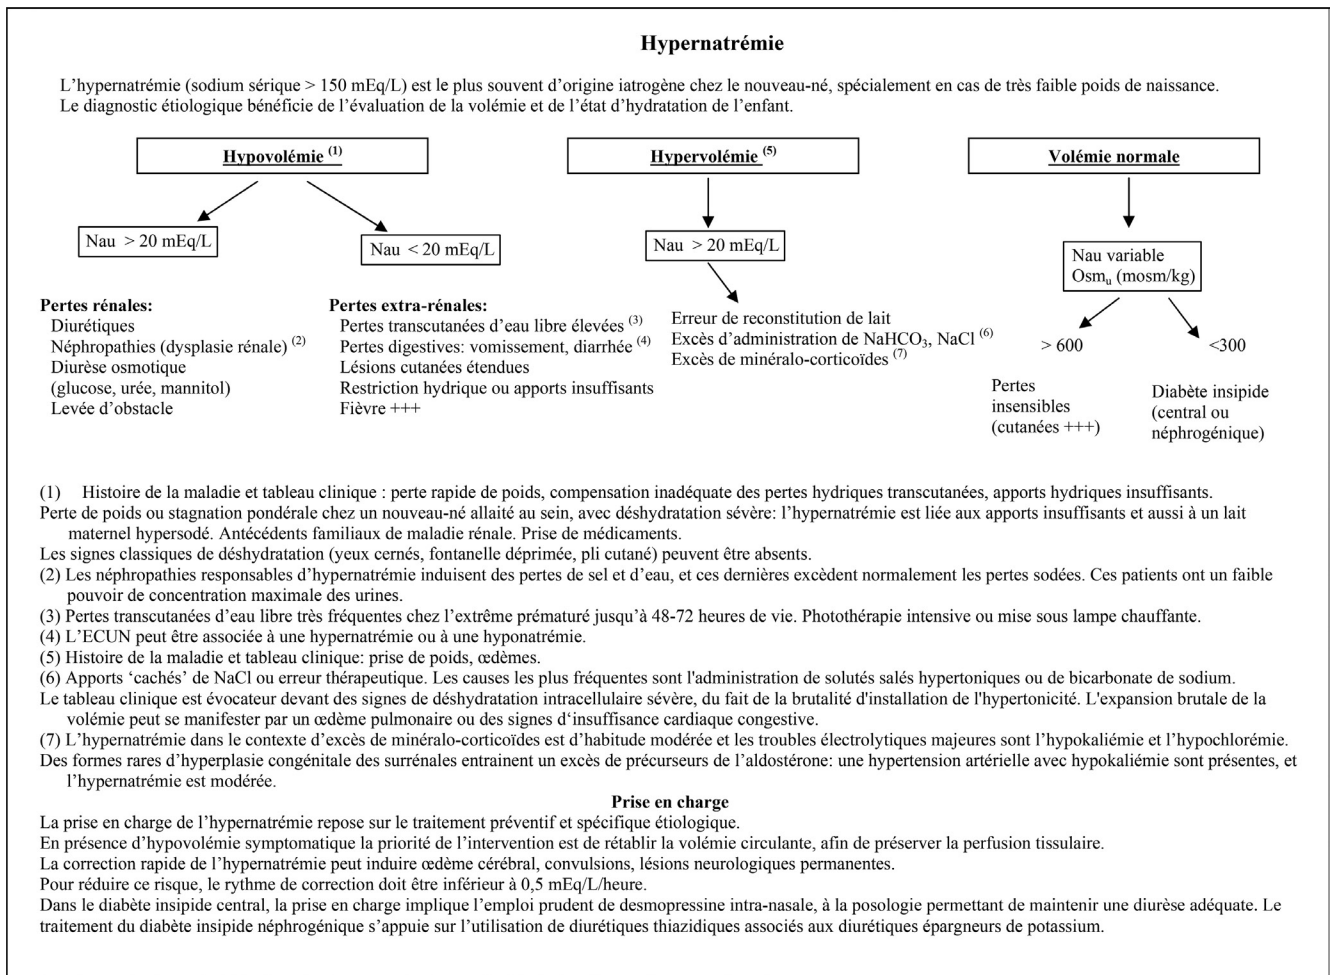 Hypernatrémie
L’hypernatrémie (sodium sérique > 150 mEq/L) est le plus souvent d’origine iatrogène chez le nouveau-né, spécialement en cas de très faible poids de naissance.
Le diagnostic étiologique bénéficie de l’évaluation de la volémie et de l’état d’hydratation de l’enfant.
Hypovolémie (1)
Hypervolémie (5)
Volémie normale
Nau > 20 mEq/L
Nau < 20 mEq/L
Nau > 20 mEq/L
Nau variable
Osmu (mosm/kg)
Pertes rénales:
Diurétiques
Néphropathies (dysplasie rénale) (2)
Diurèse osmotique
(glucose, urée, mannitol)
Levée d’obstacle
Pertes extra-rénales:
Pertes transcutanées d’eau libre élevées (3)
Pertes digestives: vomissement, diarrhée (4)
Lésions cutanées étendues
Restriction hydrique ou apports insuffisants
Fièvre +++
Erreur de reconstitution de lait
Excès d’administration de NaHCO3, NaCl (6)
Excès de minéralo-corticoïdes (7)
> 600
<300
Pertes
insensibles
(cutanées +++)
Diabète insipide
(central ou
néphrogénique)
(1) Histoire de la maladie et tableau clinique : perte rapide de poids, compensation inadéquate des pertes hydriques transcutanées, apports hydriques insuffisants.
Perte de poids ou stagnation pondérale chez un nouveau-né allaité au sein, avec déshydratation sévère: l’hypernatrémie est liée aux apports insuffisants et aussi à un lait
maternel hypersodé. Antécédents familiaux de maladie rénale. Prise de médicaments.
Les signes classiques de déshydratation (yeux cernés, fontanelle déprimée, pli cutané) peuvent être absents.
(2) Les néphropathies responsables d’hypernatrémie induisent des pertes de sel et d’eau, et ces dernières excèdent normalement les pertes sodées. Ces patients ont un faible
pouvoir de concentration maximale des urines.
(3) Pertes transcutanées d’eau libre très fréquentes chez l’extrême prématuré jusqu’à 48-72 heures de vie. Photothérapie intensive ou mise sous lampe chauffante.
(4) L’ECUN peut être associée à une hypernatrémie ou à une hyponatrémie.
(5) Histoire de la maladie et tableau clinique: prise de poids, œdèmes.
(6) Apports ‘cachés’ de NaCl ou erreur thérapeutique. Les causes les plus fréquentes sont l'administration de solutés salés hypertoniques ou de bicarbonate de sodium.
Le tableau clinique est évocateur devant des signes de déshydratation intracellulaire sévère, du fait de la brutalité d'installation de l'hypertonicité. L'expansion brutale de la
volémie peut se manifester par un œdème pulmonaire ou des signes d‘insuffisance cardiaque congestive.
(7) L’hypernatrémie dans le contexte d’excès de minéralo-corticoïdes est d’habitude modérée et les troubles électrolytiques majeures sont l’hypokaliémie et l’hypochlorémie.
Des formes rares d’hyperplasie congénitale des surrénales entrainent un excès de précurseurs de l’aldostérone: une hypertension artérielle avec hypokaliémie sont présentes, et
l’hypernatrémie est modérée.
Prise en charge
La prise en charge de l’hypernatrémie repose sur le traitement préventif et spécifique étiologique.
En présence d’hypovolémie symptomatique la priorité de l’intervention est de rétablir la volémie circulante, afin de préserver la perfusion tissulaire.
La correction rapide de l’hypernatrémie peut induire œdème cérébral, convulsions, lésions neurologiques permanentes.
Pour réduire ce risque, le rythme de correction doit être inférieur à 0,5 mEq/L/heure.
Dans le diabète insipide central, la prise en charge implique l’emploi prudent de desmopressine intra-nasale, à la posologie permettant de maintenir une diurèse adéquate. Le
traitement du diabète insipide néphrogénique s’appuie sur l’utilisation de diurétiques thiazidiques associés aux diurétiques épargneurs de potassium.